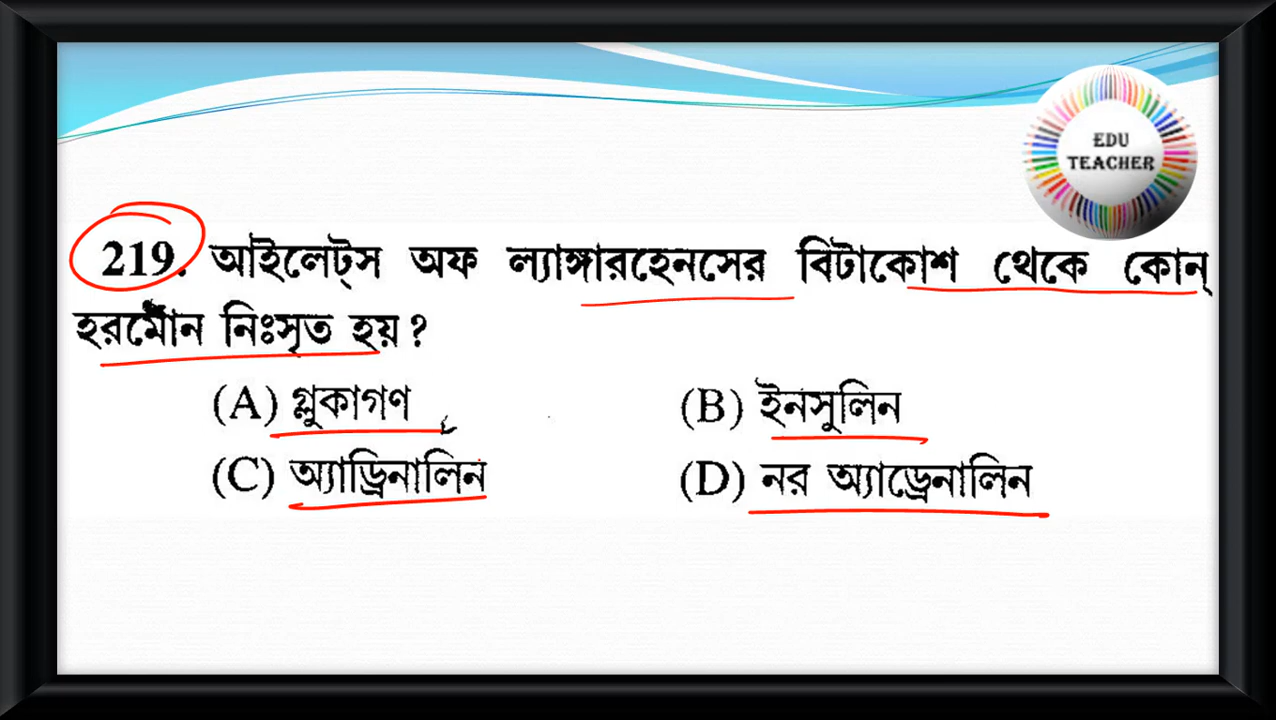 EDU
TEACHER
219. আইলেট্স অফ ল্যাঙ্গারহেনসের বিটাকোশ থেকে কোন্
হরমোন নিঃসৃত হয়?
(A) গ্লুকাগণ
(B) ইনসুলিন
(C) অ্যাড্রিনালিন
(D) নর অ্যাড্রেনালিন